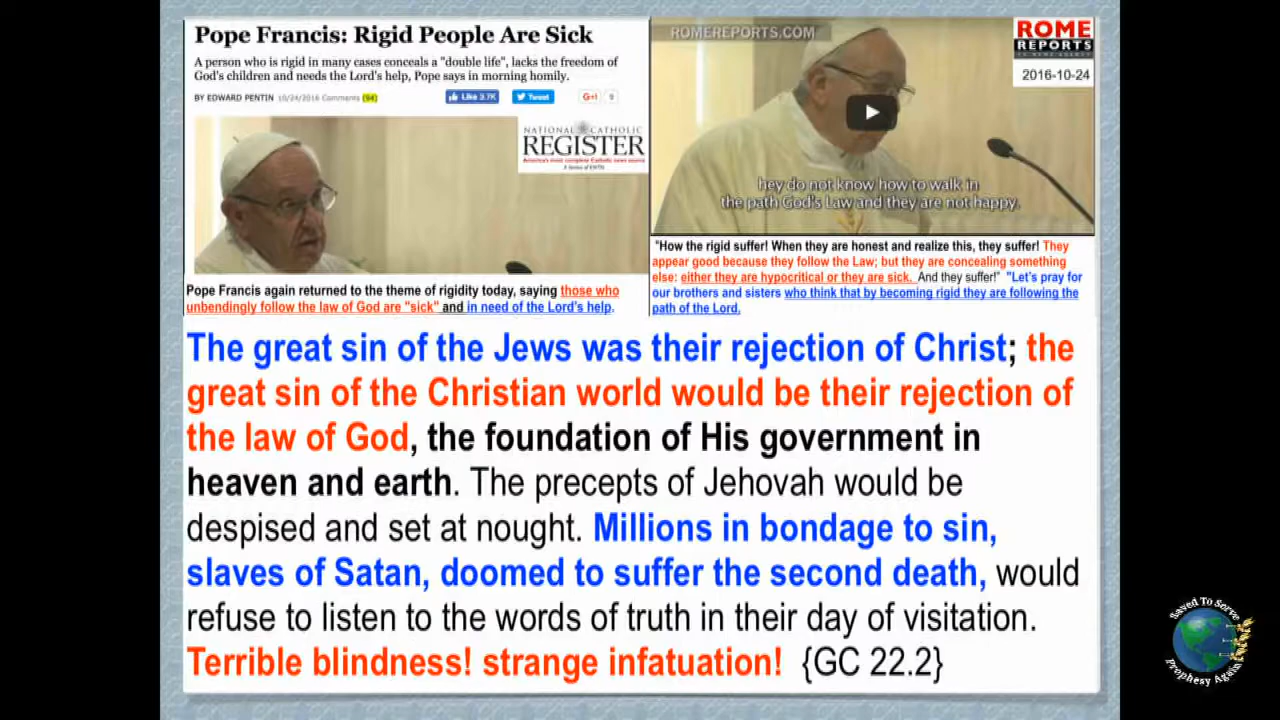 Pope Francis: Rigid People Are Sick
A person who is rigid in many cases conceals a "double life", lacks the freedom of
God's children and needs the Lord's help, Pope says in morning homily.
BY EDWARD PENTIN 10/24/2016 Comments (94)
Like 3.7K
Tweet
G+1 9
NATIONAL CATHOLIC
REGISTER
America's most complete Catholic news source
Pope Francis again returned to the theme of rigidity today, saying those who
unbendingly follow the law of God are "sick" and in need of the Lord's help.
ROMEREPORTS.COM
ROME
REPORTS
2016-10-24
hey do not know how to walk in
the path God's Law and they are not happy.
"How the rigid suffer! When they are honest and realize this, they suffer! They
appear good because they follow the Law; but they are concealing something
else: either they are hypocritical or they are sick. And they suffer!" "Let's pray for
our brothers and sisters who think that by becoming rigid they are following the
path of the Lord.
The great sin of the Jews was their rejection of Christ; the
great sin of the Christian world would be their rejection of
the law of God, the foundation of His government in
heaven and earth. The precepts of Jehovah would be
despised and set at nought. Millions in bondage to sin,
slaves of Satan, doomed to suffer the second death, would
refuse to listen to the words of truth in their day of visitation.
Terrible blindness! strange infatuation! {GC 22.2}
Saved To Serve
Prophesy Again